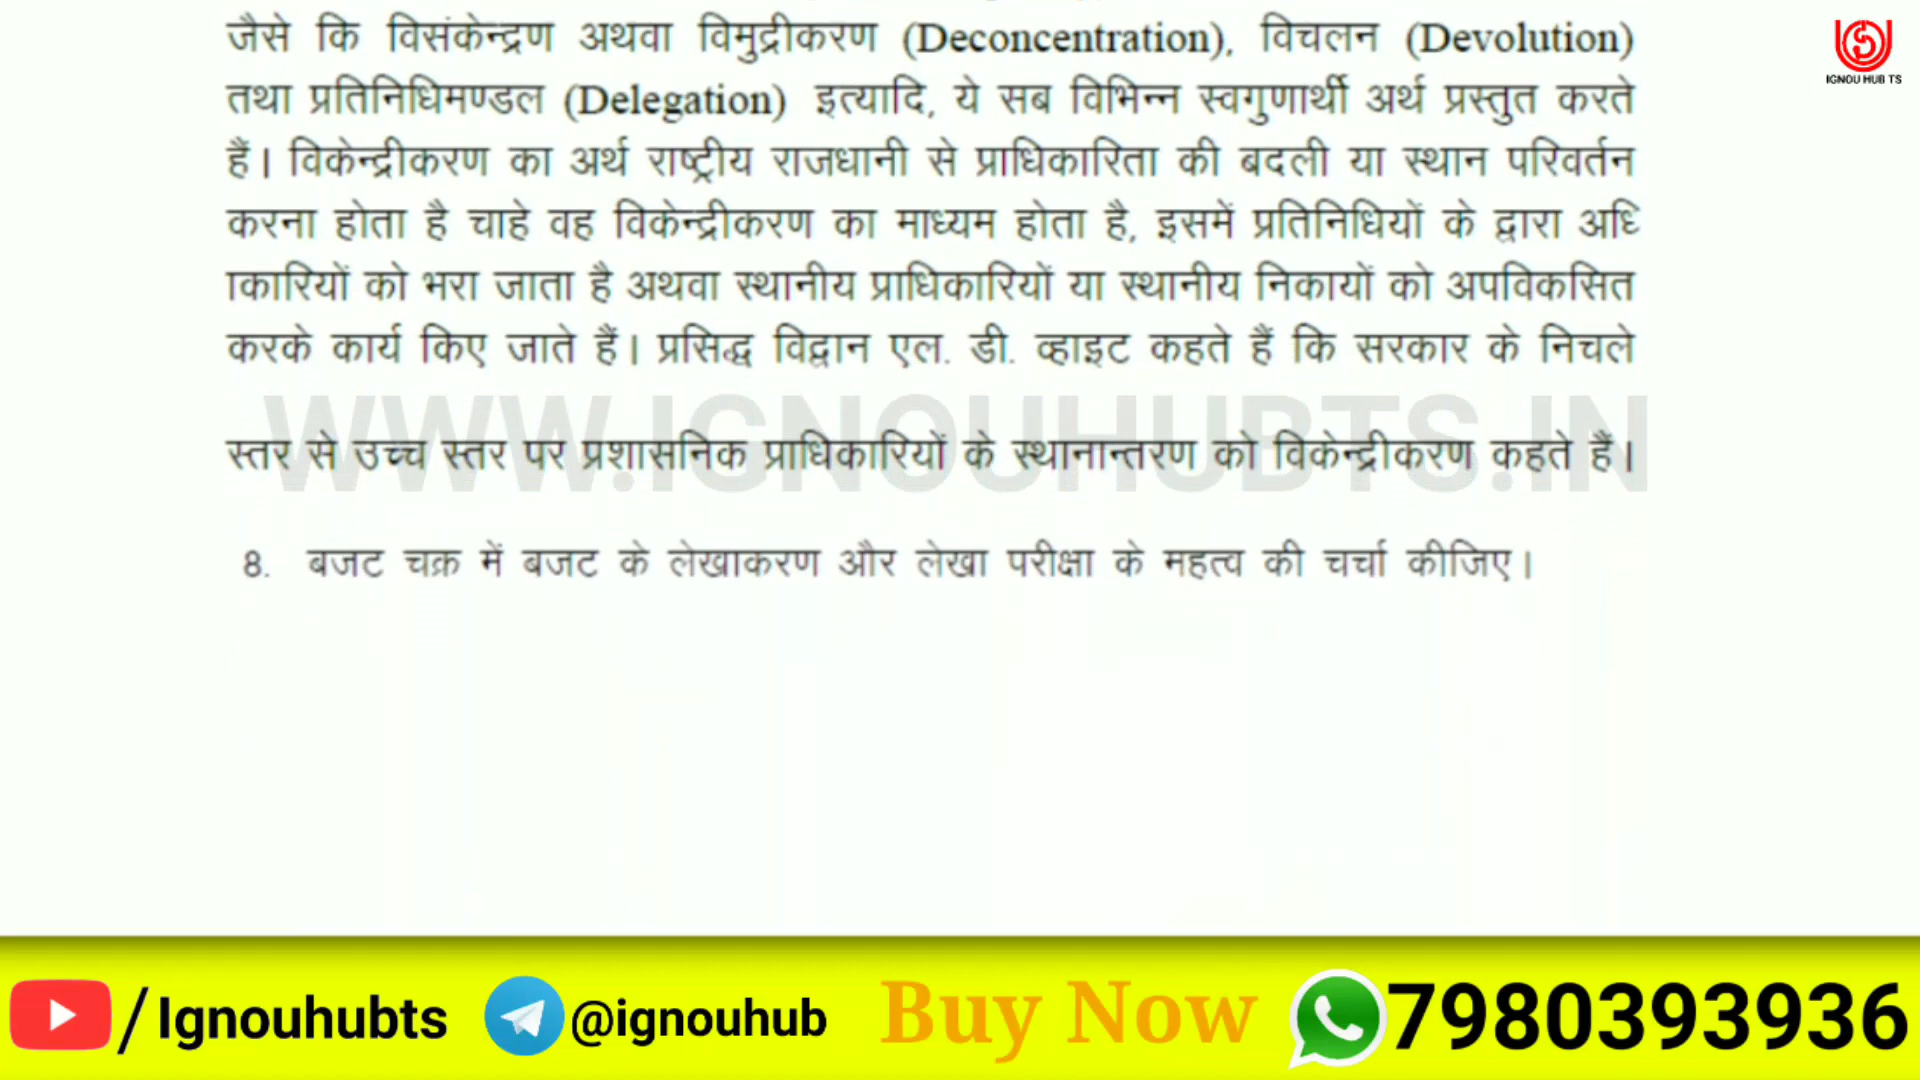 जैसे कि विसंकेन्द्रण अथवा विमुद्रीकरण (Deconcentration), विचलन (Devolution)
IGNOU HUB TS
तथा प्रतिनिधिमण्डल (Delegation) इत्यादि, ये सब विभिन्न स्वगुणार्थी अर्थ प्रस्तुत करते
हैं। विकेन्द्रीकरण का अर्थ राष्ट्रीय राजधानी से प्राधिकारिता की बदली या स्थान परिवर्तन
करना होता है चाहे वह विकेन्द्रीकरण का माध्यम होता है, इसमें प्रतिनिधियों के द्वारा अधि
ाकारियों को भरा जाता है अथवा स्थानीय प्राधिकारियों या स्थानीय निकायों को अपविकसित
करके कार्य किए जाते हैं। प्रसिद्ध विद्वान एल. डी. व्हाइट कहते हैं कि सरकार के निचले
WWW.IGNOUHUBTS.IN
स्तर से उच्च स्तर पर प्रशासनिक प्राधिकारियों के स्थानान्तरण को विकेन्द्रीकरण कहते हैं।
8. बजट चक्र में बजट के लेखाकरण और लेखा परीक्षा के महत्व की चर्चा कीजिए।
/Ignouhubts @ignouhub Buy Now 7980393936